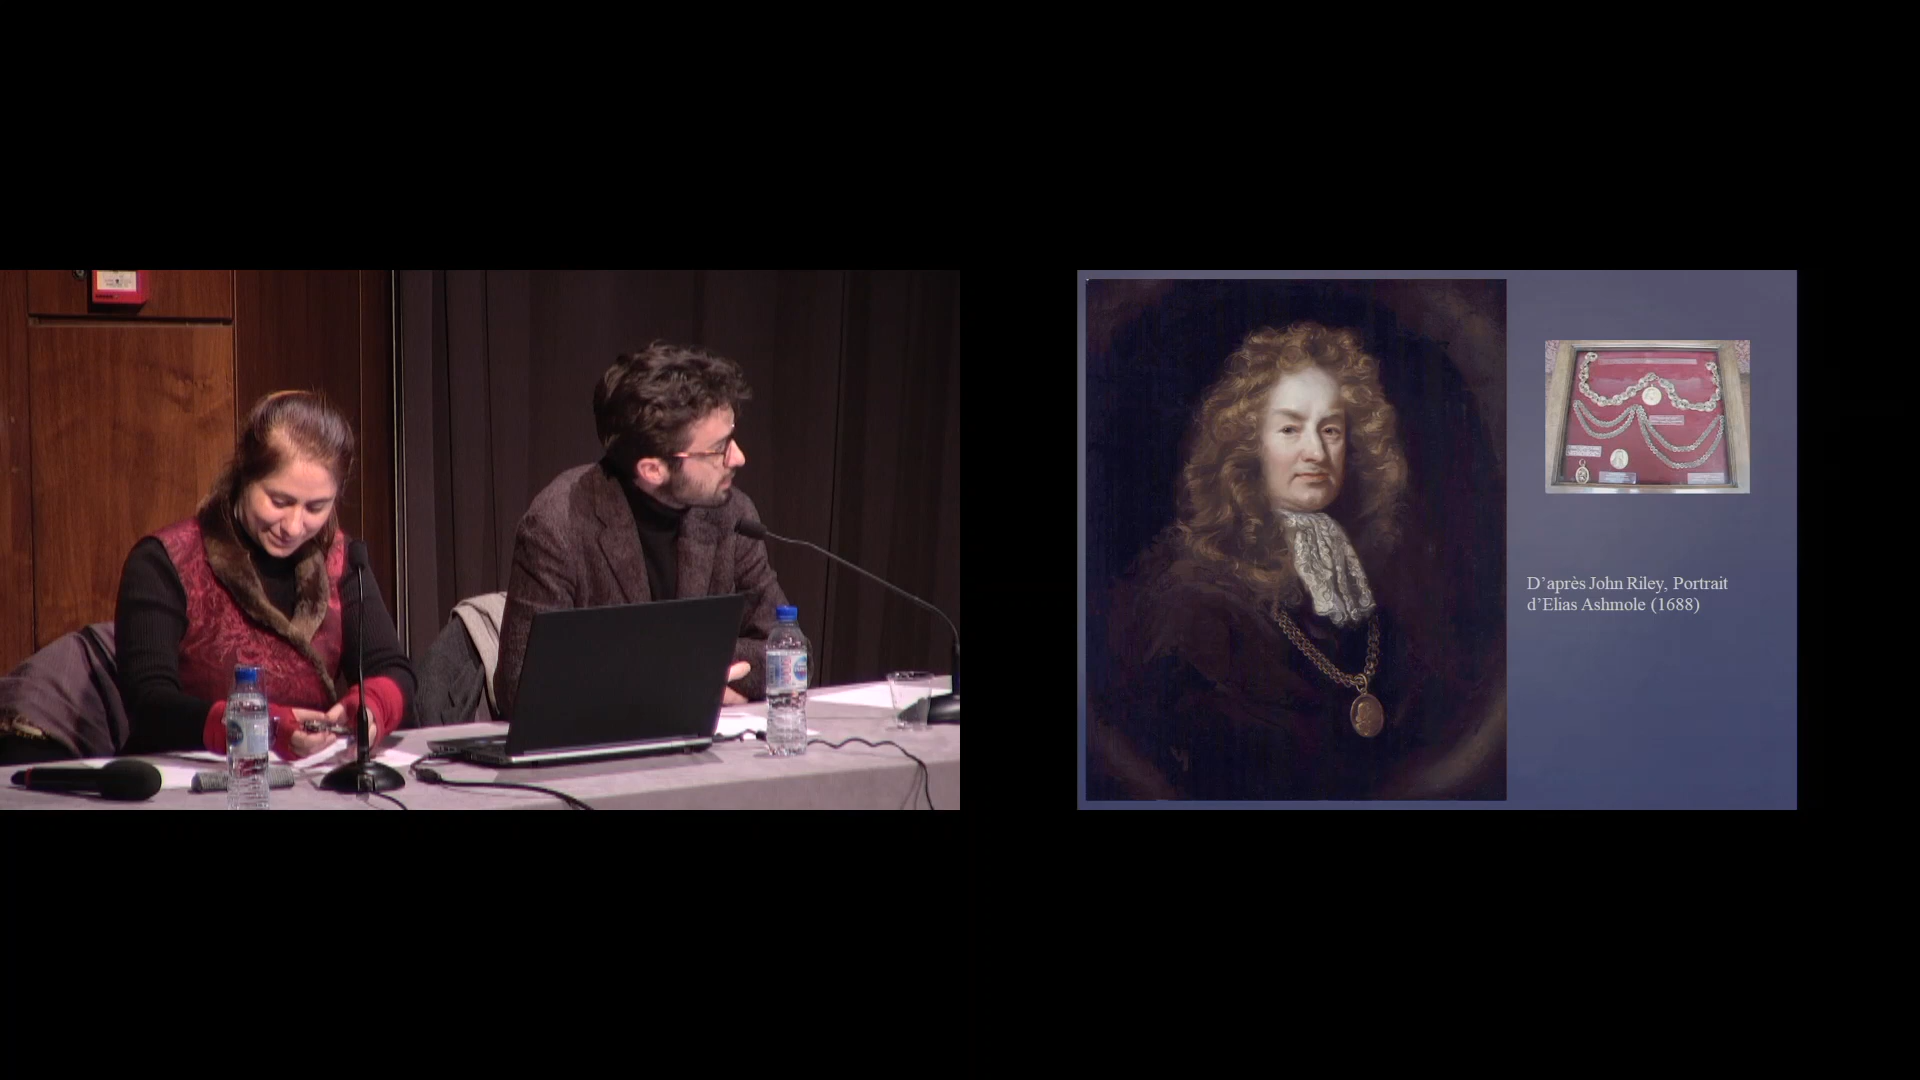 D’après John Riley, Portrait
d’Elias Ashmole (1688)